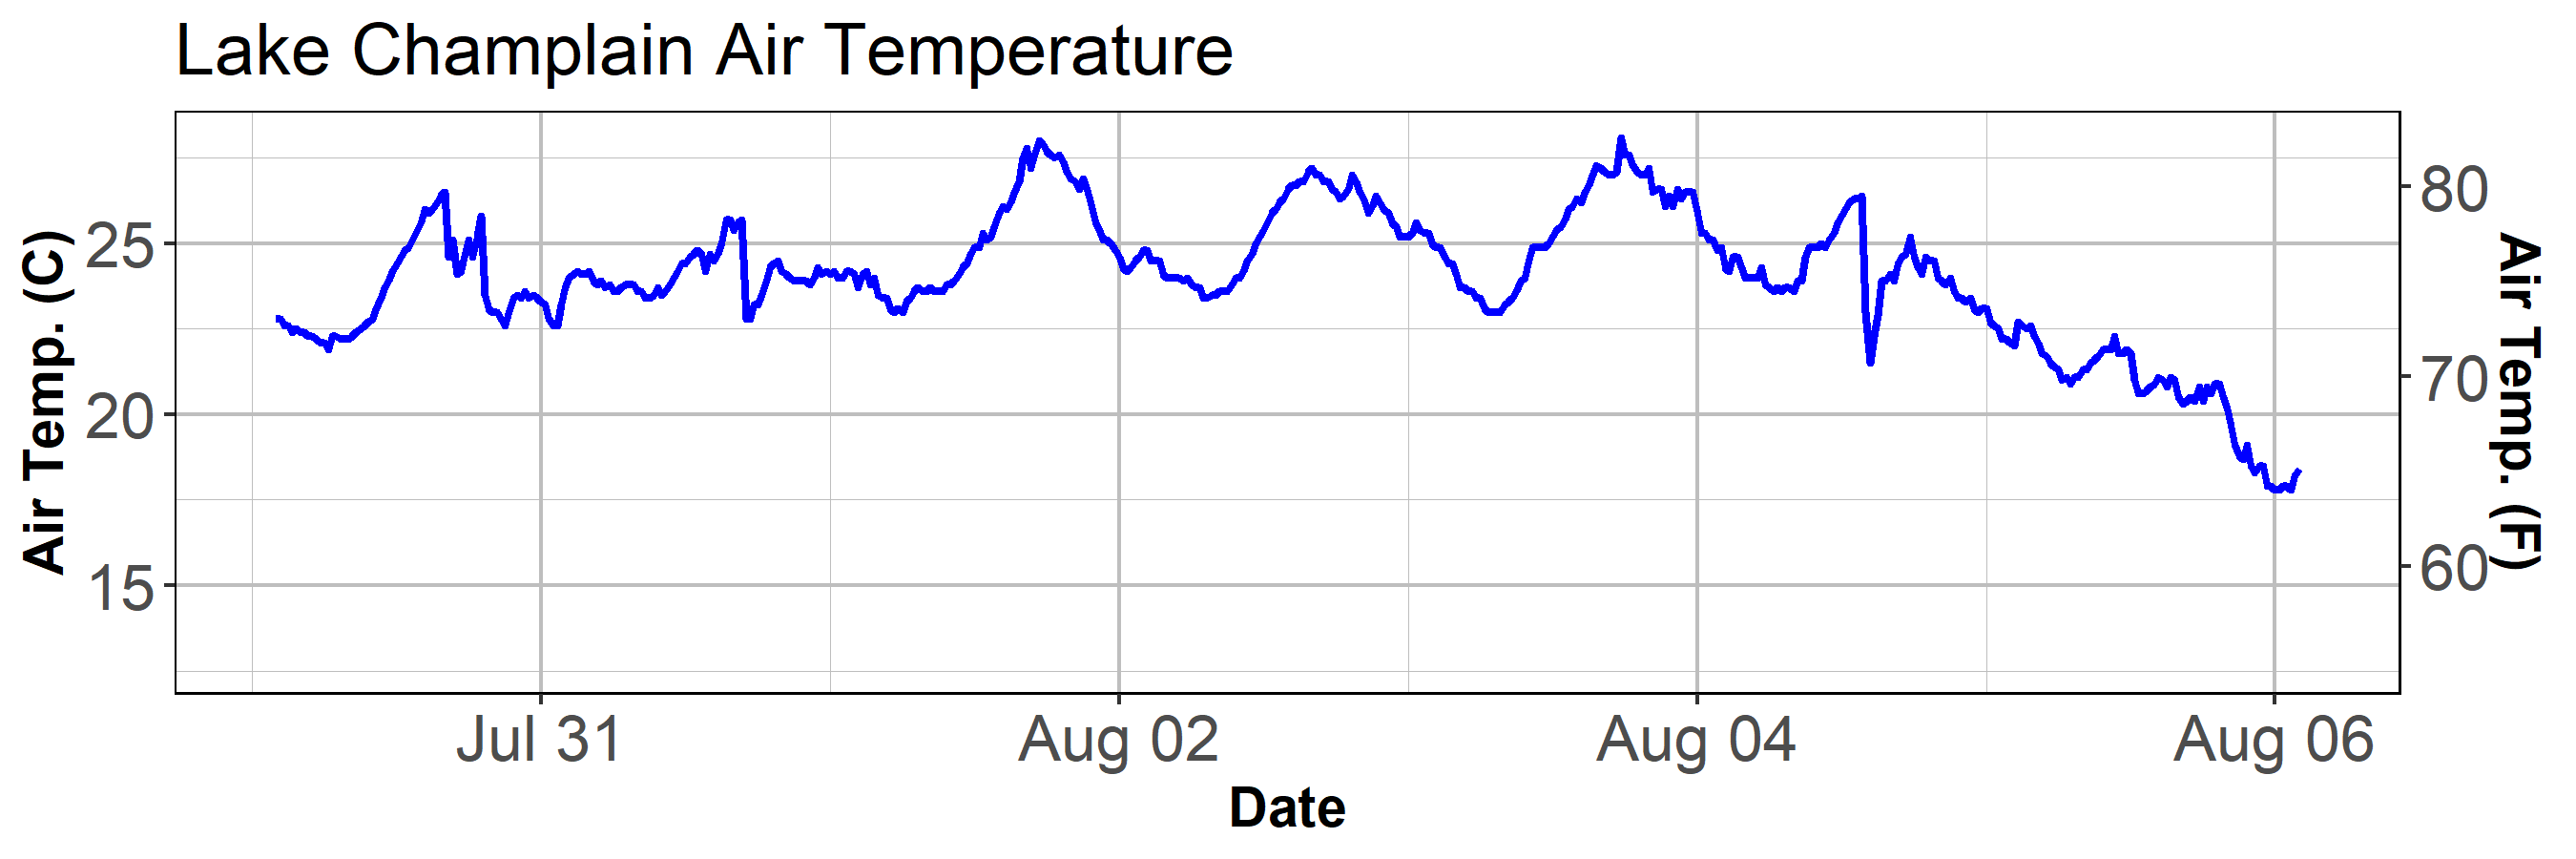 Lake Champlain Air Temperature
Air Temp. (C)
25
20
15
80
70
60
Air Temp. (F)
Jul 31
Aug 02
Aug 04
Aug 06
Date